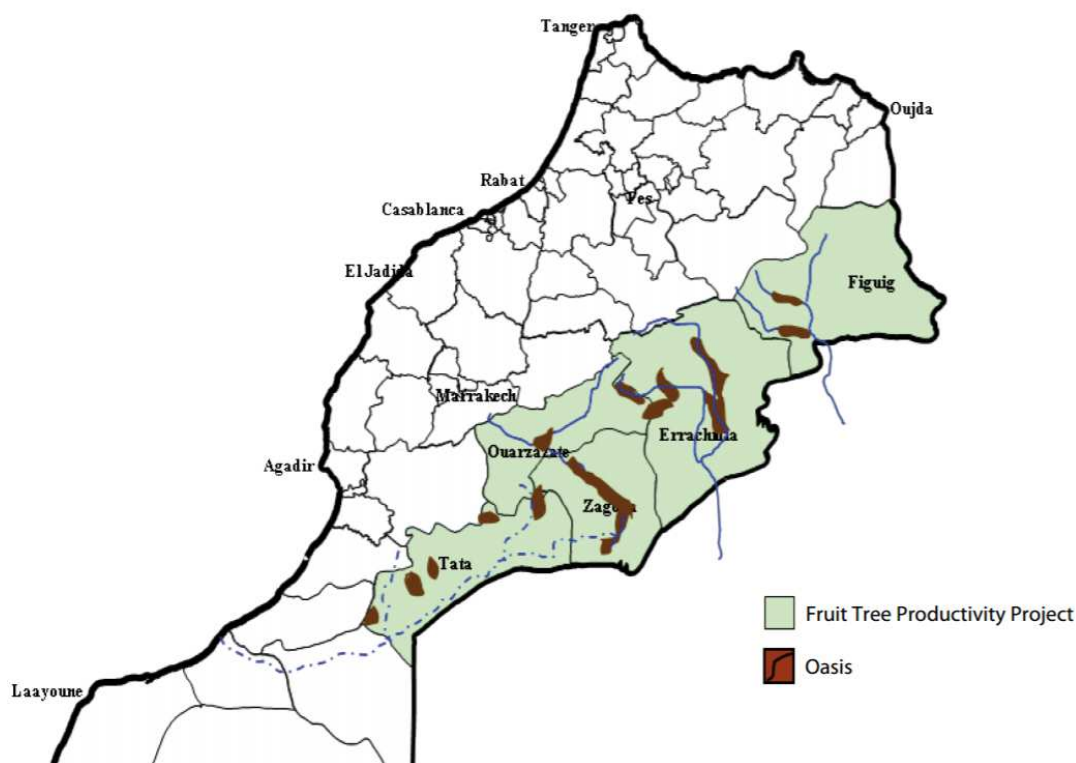 Tanger
Oujda
Rabat
Fes
Casablanca
El Jadida
Figuig
Marrakech
Errachidia
Ouarzazate
Agadir
Zagora
Tata
Fruit Tree Productivity Project
Oasis
Laayoune